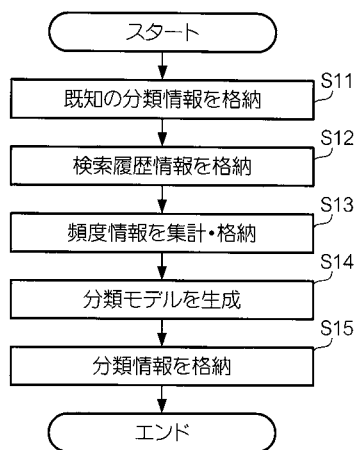 スタート
S11
既知の分類情報を格納
S12
検索履歴情報を格納
S13
頻度情報を集計・格納
S14
分類モデルを生成
S15
分類情報を格納
エンド